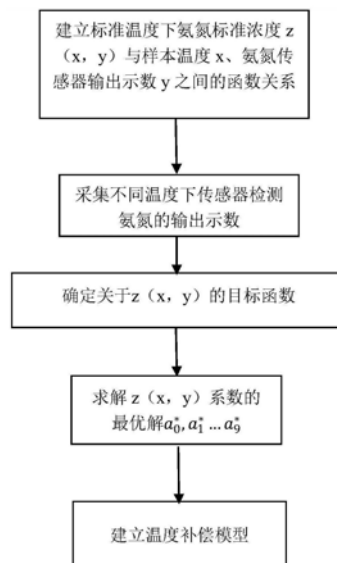 建立标准温度下氨氮标准浓度 z
（x，y）与样本温度 x、氨氮传
感器输出示数 y 之间的函数关系
采集不同温度下传感器检测
氨氮的输出示数
确定关于z（x，y）的目标函数
求解 z（x，y）系数的
最优解$a_0^*, a_1^* \dots a_9^*$
建立温度补偿模型